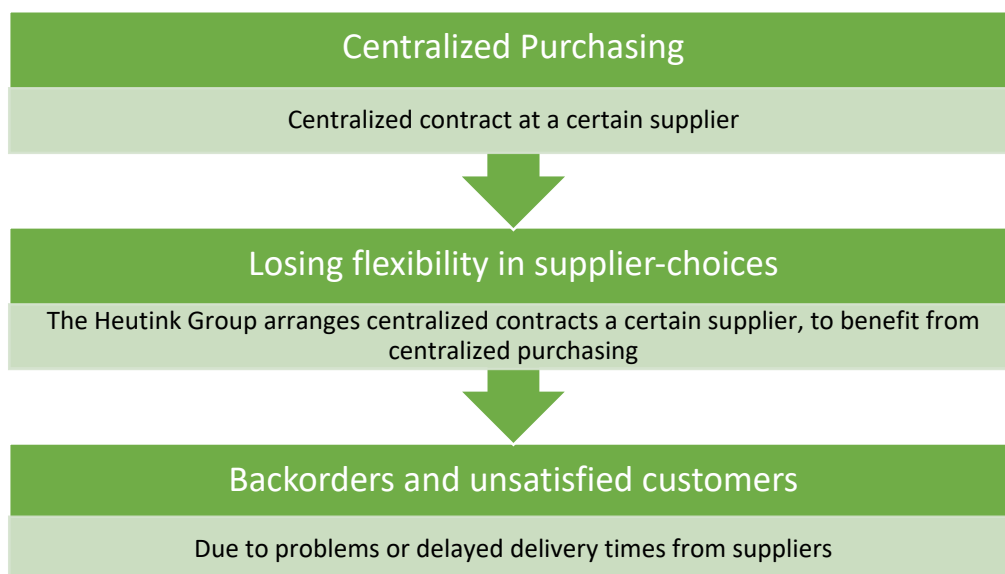 Centralized Purchasing
Centralized contract at a certain supplier
Losing flexibility in supplier-choices
The Heutink Group arranges centralized contracts a certain supplier, to benefit from
centralized purchasing
Backorders and unsatisfied customers
Due to problems or delayed delivery times from suppliers